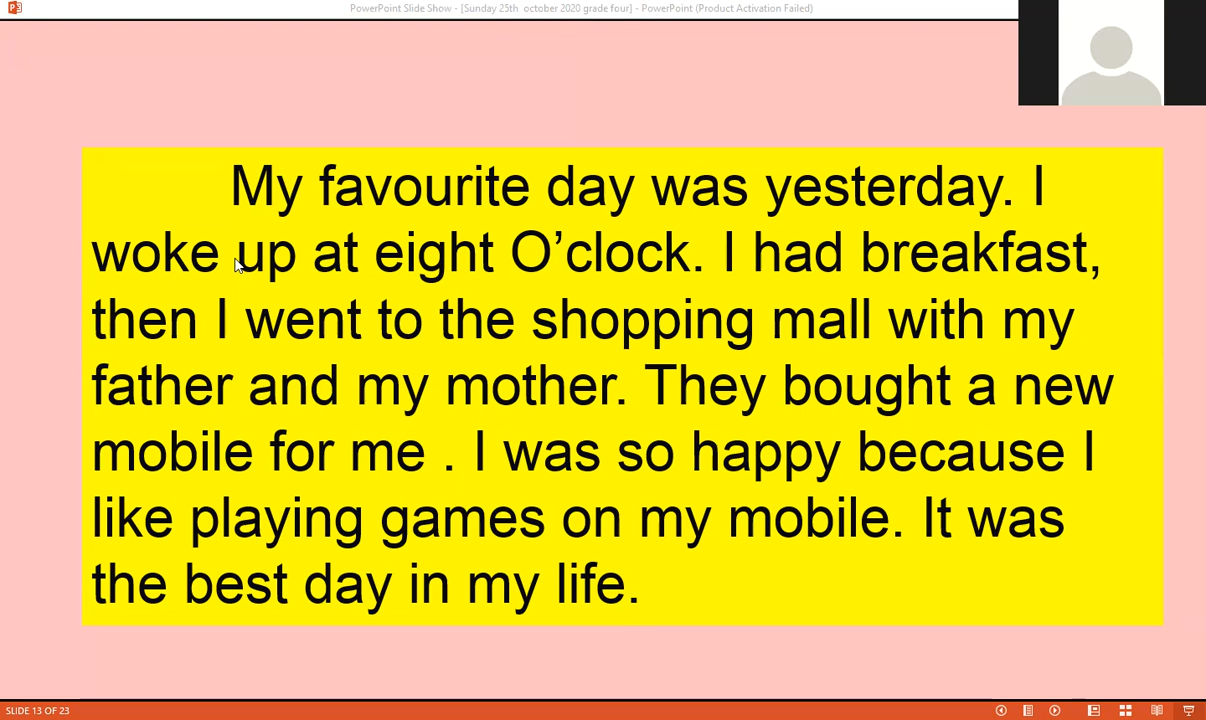 PowerPoint Slide Show - [Sunday 25th  october 2020 grade four] - PowerPoint (Product Activation Failed)
My favourite day was yesterday. I
woke up at eight O’clock. I had breakfast,
then I went to the shopping mall with my
father and my mother. They bought a new
mobile for me . I was so happy because I
like playing games on my mobile. It was
the best day in my life.
SLIDE 13 OF 23